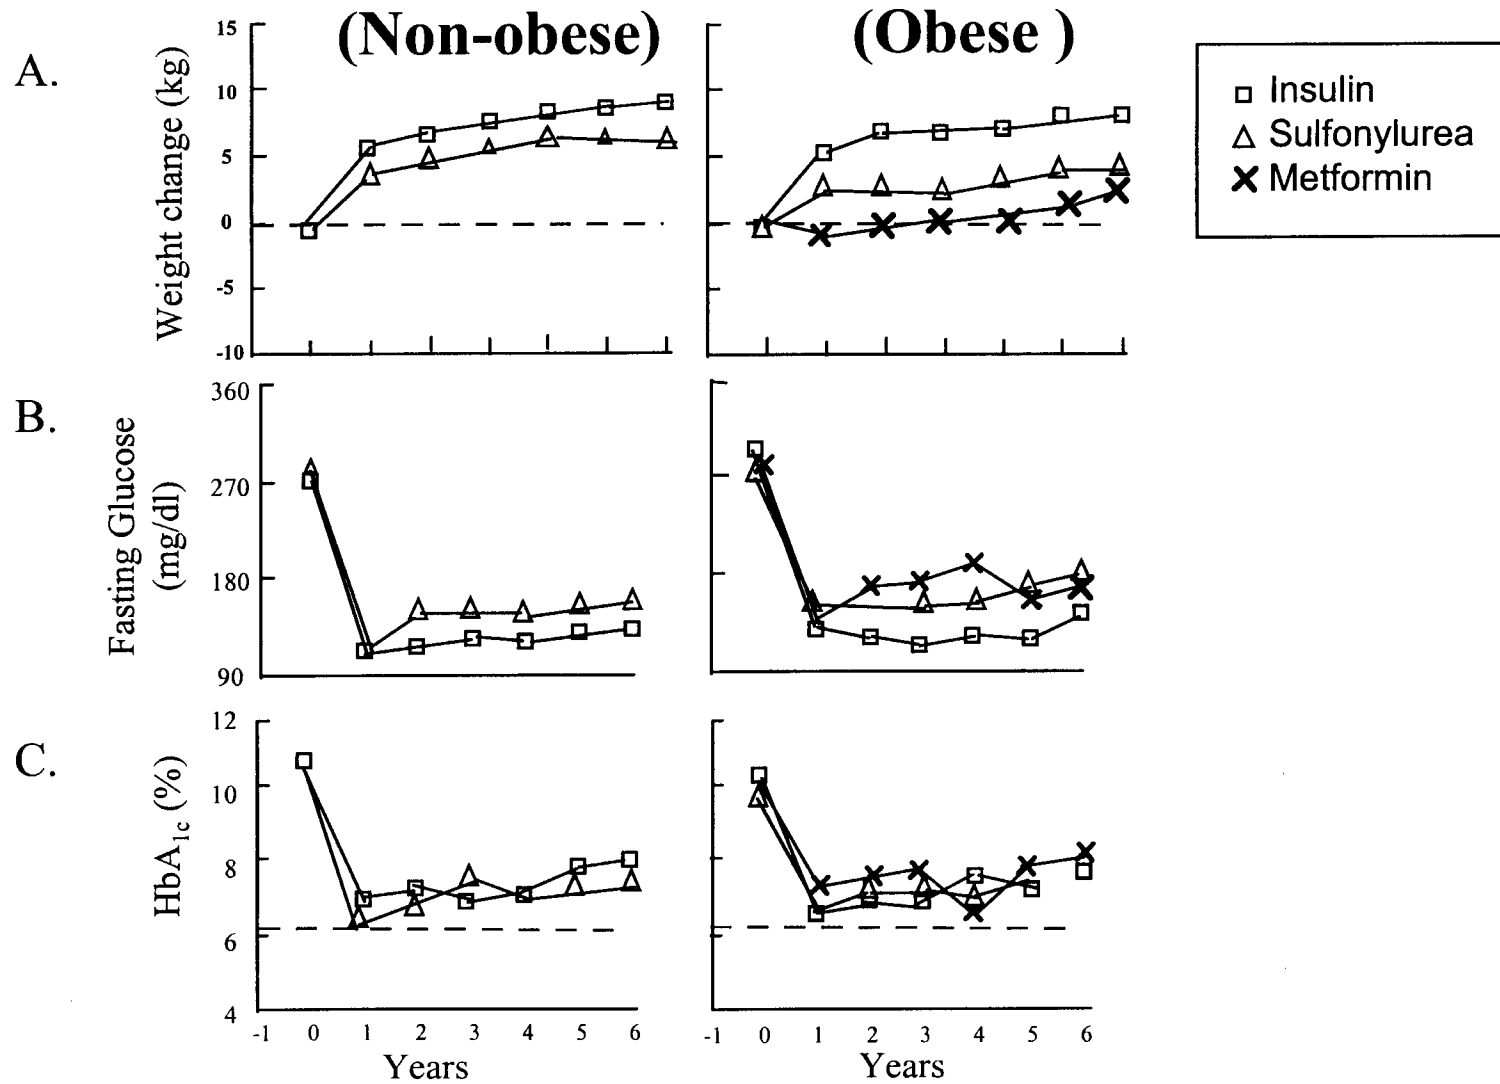 (Non-obese)
(Obese )
A.
Weight change (kg)
15
10
5
0
-5
-10
Insulin
Sulfonylurea
Metformin
B.
Fasting Glucose
(mg/dl)
360
270
180
90
C.
HbA1c (%)
12
10
8
6
4
-1 0 1 2 3 4 5 6
Years
-1 0 1 2 3 4 5 6
Years